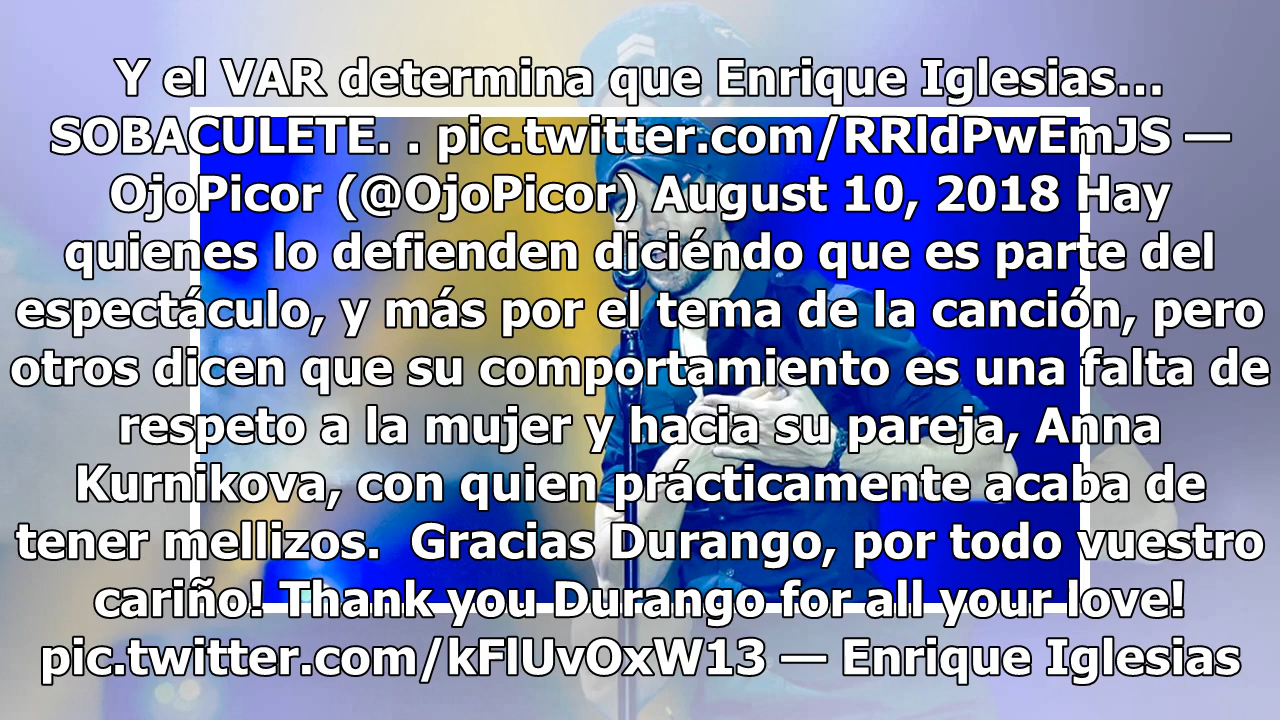 Y el VAR determina que Enrique Iglesias...
SOBACULETE. . pic.twitter.com/RRldPwEmJS —
OjoPicor (@OjoPicor) August 10, 2018 Hay
quienes lo defienden diciéndo que es parte del
espectáculo, y más por el tema de la canción, pero
otros dicen que su comportamiento es una falta de
respeto a la mujer y hacia su pareja, Anna
Kurnikova, con quien prácticamente acaba de
tener mellizos.  Gracias Durango, por todo vuestro
cariño! Thank you Durango for all your love!
pic.twitter.com/kFlUvOxW13 — Enrique Iglesias